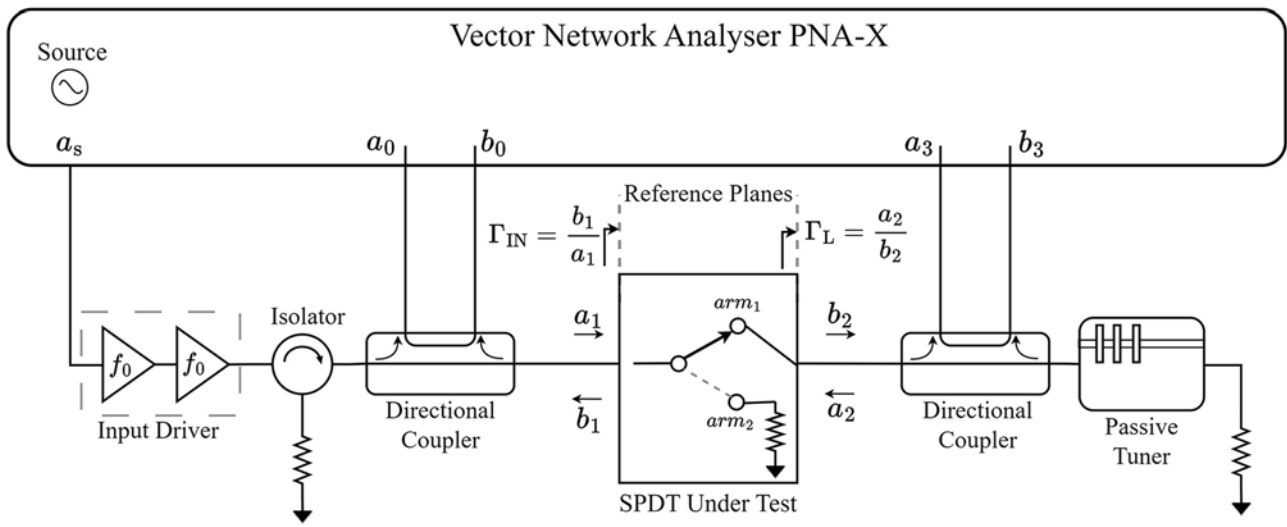 Vector Network Analyser PNA-X
Source
a_s
a_0
b_0
a_3
b_3
Reference Planes
Γ_IN = b_1/a_1
Γ_L = a_2/b_2
Isolator
f_0
f_0
Input Driver
Directional
Coupler
a_1
b_1
arm_1
arm_2
SPDT Under Test
b_2
a_2
Directional
Coupler
Passive
Tuner